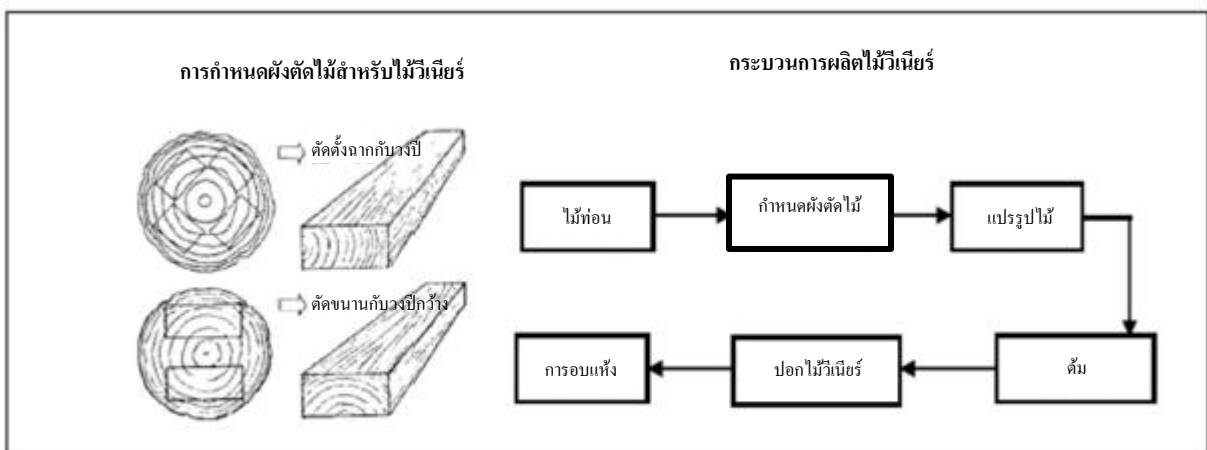 การกำหนดผังตัดไม้สำหรับไม้วีเนียร์
ตัดตั้งฉากกับวงปี
ตัดขนานกับวงปีกว้าง
กระบวนการผลิตไม้วีเนียร์
ไม้ท่อน
กำหนดผังตัดไม้
แปรรูปไม้
การอบแห้ง
ปอกไม้วีเนียร์
ต้ม